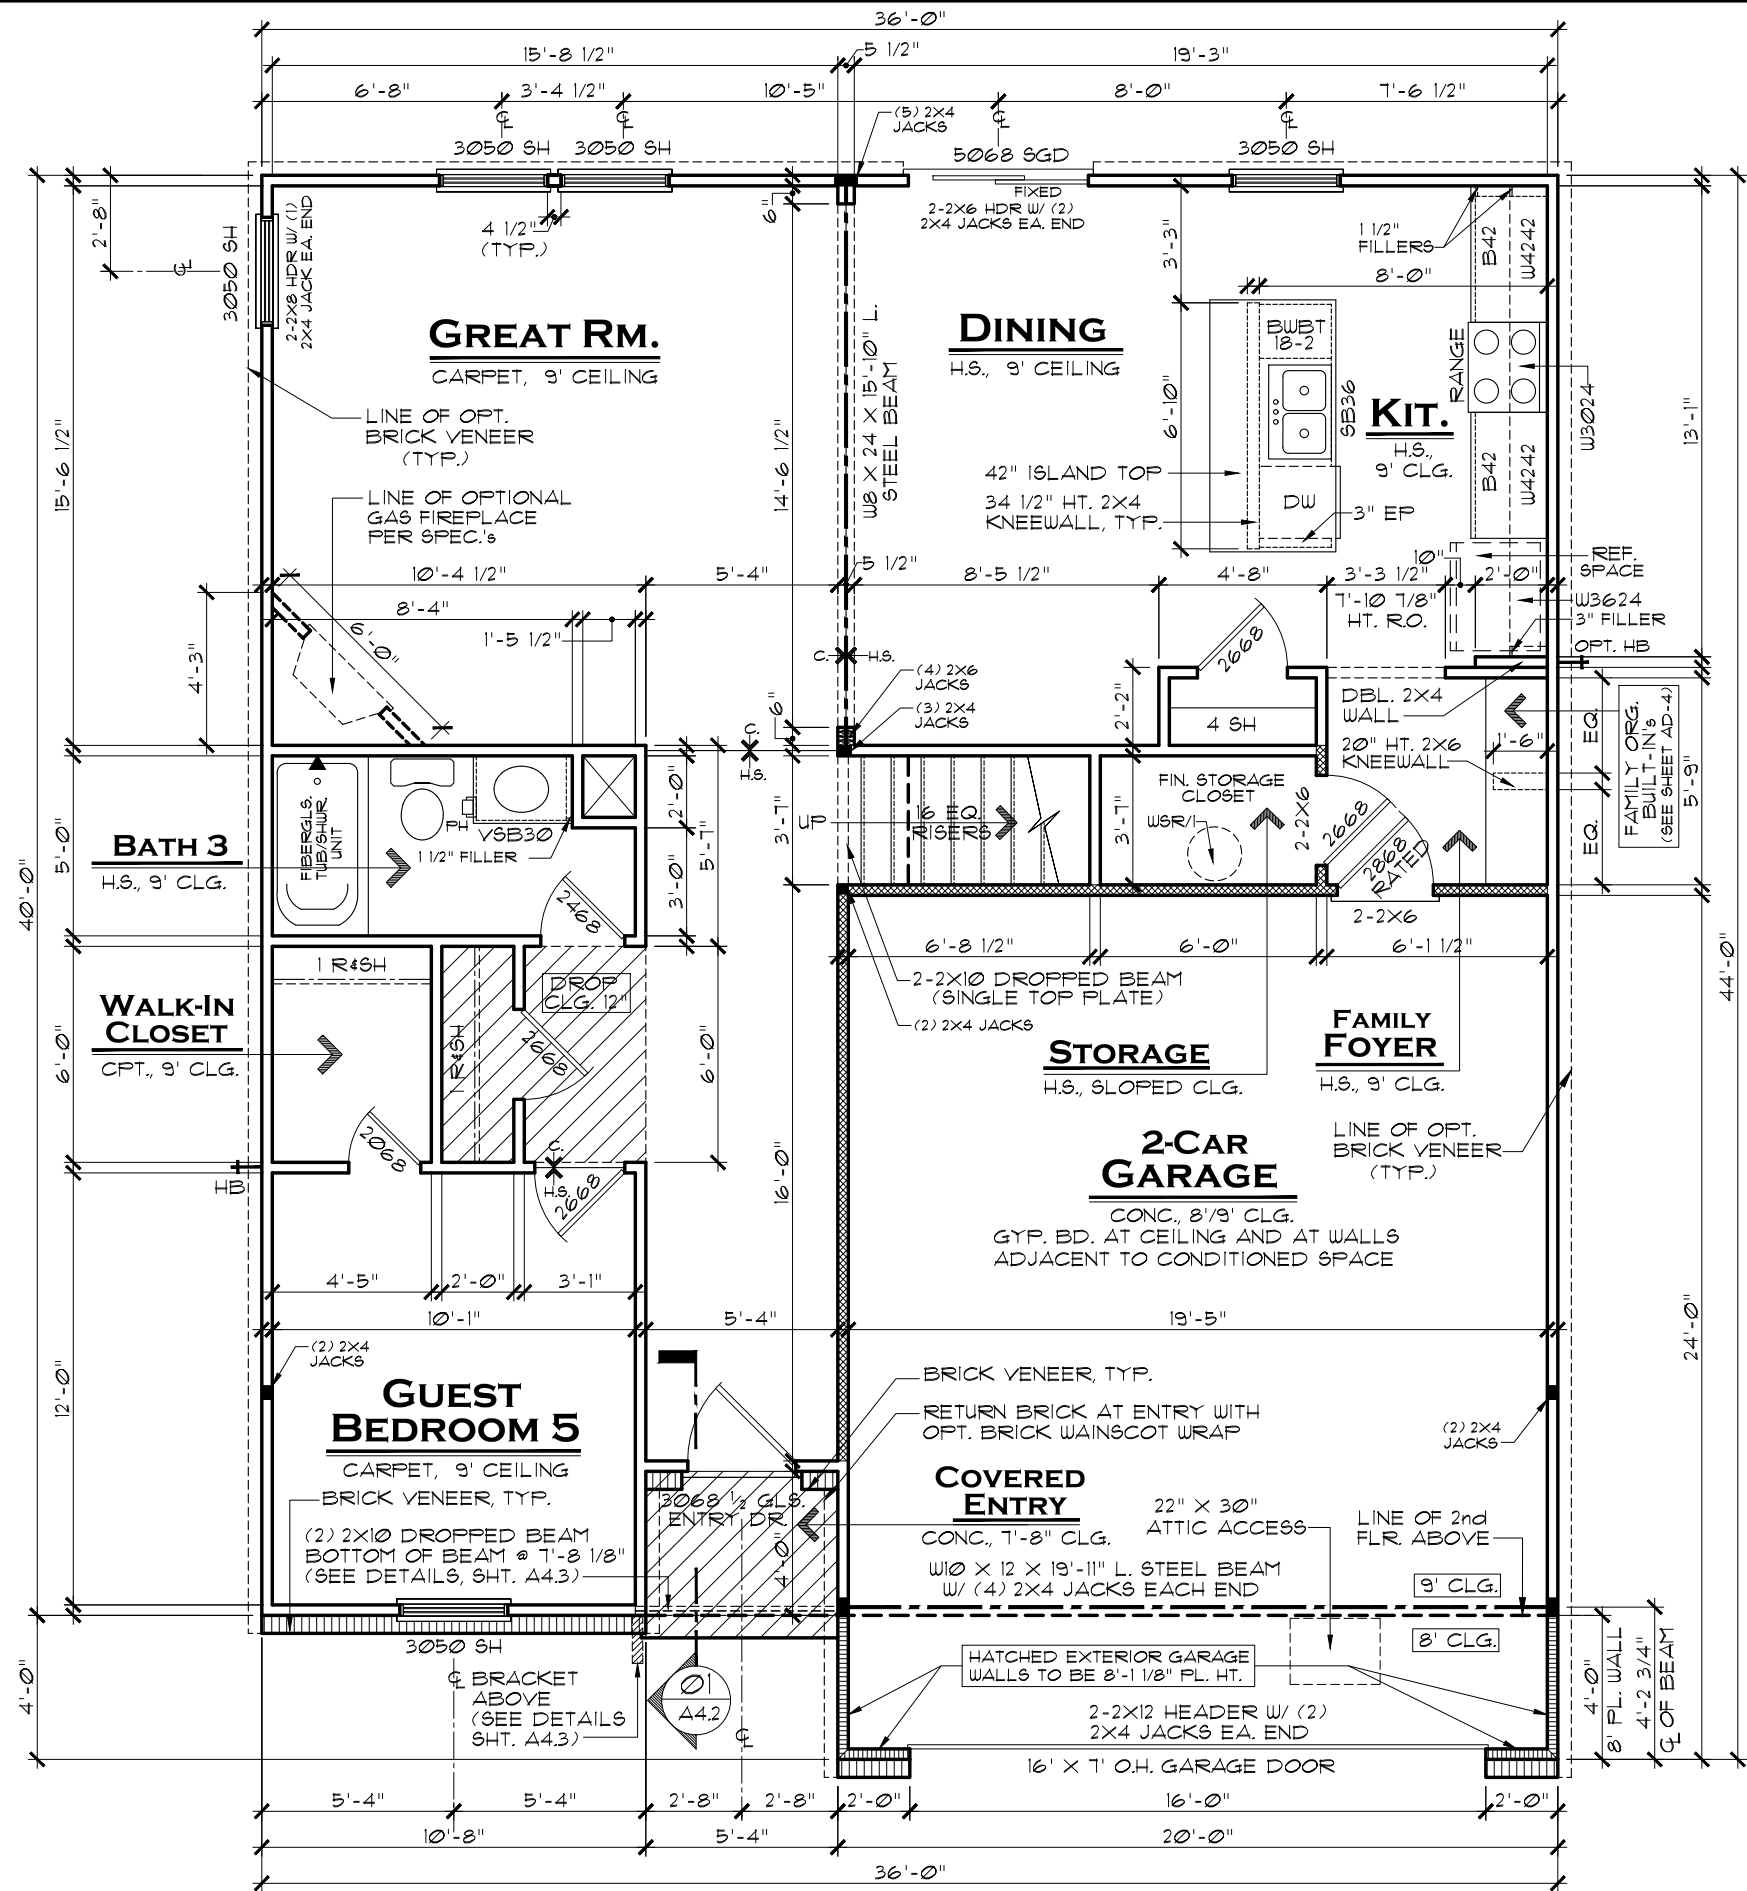 36'-0"
15'-8 1/2"
5 1/2"
19'-3"
6'-8"
3'-4 1/2"
10'-5"
8'-0"
7'-6 1/2"
(5) 2X4
JACKS
3050 SH
3050 SH
5068 SGD
3050 SH
FIXED
2-2X6 HDR W/ (2)
2X4 JACKS EA. END
2'-8"
3050 SH
2-2X8 HDR W/ (1)
2X4 JACK EA. END
4 1/2"
(TYP.)
6"
3'-3"
1 1/2"
FILLERS
B42
W4242
8'-0"
GREAT RM.
CARPET, 9' CEILING
DINING
H.S., 9' CEILING
BWBT
18-2
RANGE
SB36
KIT.
H.S.,
9' CLG.
W3024
13'-1"
LINE OF OPT.
BRICK VENEER
(TYP.)
W8 X 24 X 15'-10" L.
STEEL BEAM
6'-10"
15'-6 1/2"
14'-6 1/2"
42" ISLAND TOP
34 1/2" HT. 2X4
KNEEWALL, TYP.
DW
3" EP
B42
W4242
LINE OF OPTIONAL
GAS FIREPLACE
PER SPEC.'s
10'-4 1/2"
5'-4"
5 1/2"
8'-5 1/2"
4'-8"
3'-3 1/2"
10"
2'-0"
REF.
SPACE
7'-10 7/8"
HT. R.O.
W3624
3" FILLER
OPT. HB
8'-4"
1'-5 1/2"
6'-0"
4'-3"
C.
H.S.
(4) 2X6
JACKS
(3) 2X4
JACKS
6"
2668
2'-2"
4 SH
DBL. 2X4
WALL
20" HT. 2X6
KNEEWALL
1'-6"
EQ.
EQ.
FAMILY ORG.
BUILT-IN's
(SEE SHEET AD-4)
5'-9"
C.
H.S.
FIBERGLS.
TUB/SHWR.
UNIT
PH
VSB30
1 1/2" FILLER
2'-0"
3'-0"
5'-7"
BATH 3
H.S., 9' CLG.
5'-0"
40'-0"
UP
3'-7"
16 EQ.
RISERS
3'-7"
FIN. STORAGE
CLOSET
WSR/1
2-2X6
2668
2868
RATED
2-2X6
2468
6'-8 1/2"
6'-0"
6'-1 1/2"
44'-0"
1 R&SH
DROP
CLG. 12"
2-2X10 DROPPED BEAM
(SINGLE TOP PLATE)
(2) 2X4 JACKS
WALK-IN
CLOSET
CPT., 9' CLG.
6'-0"
1 R&SH
2668
6'-0"
STORAGE
H.S., SLOPED CLG.
FAMILY
FOYER
H.S., 9' CLG.
2068
C.
H.S.
2668
HB
16'-0"
LINE OF OPT.
BRICK VENEER
(TYP.)
2-CAR
GARAGE
CONC., 8'/9' CLG.
GYP. BD. AT CEILING AND AT WALLS
ADJACENT TO CONDITIONED SPACE
4'-5"
2'-0"
3'-1"
10'-1"
5'-4"
19'-5"
24'-0"
(2) 2X4
JACKS
12'-0"
BRICK VENEER, TYP.
RETURN BRICK AT ENTRY WITH
OPT. BRICK WAINSCOT WRAP
(2) 2X4
JACKS
GUEST
BEDROOM 5
CARPET, 9' CEILING
BRICK VENEER, TYP.
(2) 2X10 DROPPED BEAM
BOTTOM OF BEAM @ 7'-8 1/8"
(SEE DETAILS, SHT. A4.3)
3068 ½ GLS.
ENTRY DR.
4'-0"
COVERED
ENTRY
CONC., 7'-8" CLG.
22" X 30"
ATTIC ACCESS
LINE OF 2nd
FLR. ABOVE
W10 X 12 X 19'-11" L. STEEL BEAM
W/ (4) 2X4 JACKS EACH END
9' CLG.
8' CLG.
3050 SH
HATCHED EXTERIOR GARAGE
WALLS TO BE 8'-1 1/8" PL. HT.
℄ BRACKET
ABOVE
(SEE DETAILS
SHT. A4.3)
01
A4.2
4'-0"
2-2X12 HEADER W/ (2)
2X4 JACKS EA. END
16' X 7' O.H. GARAGE DOOR
4'-0"
8' PL. WALL
4'-2 3/4"
℄ OF BEAM
5'-4"
5'-4"
2'-8"
2'-8"
2'-0"
16'-0"
2'-0"
10'-8"
5'-4"
20'-0"
36'-0"